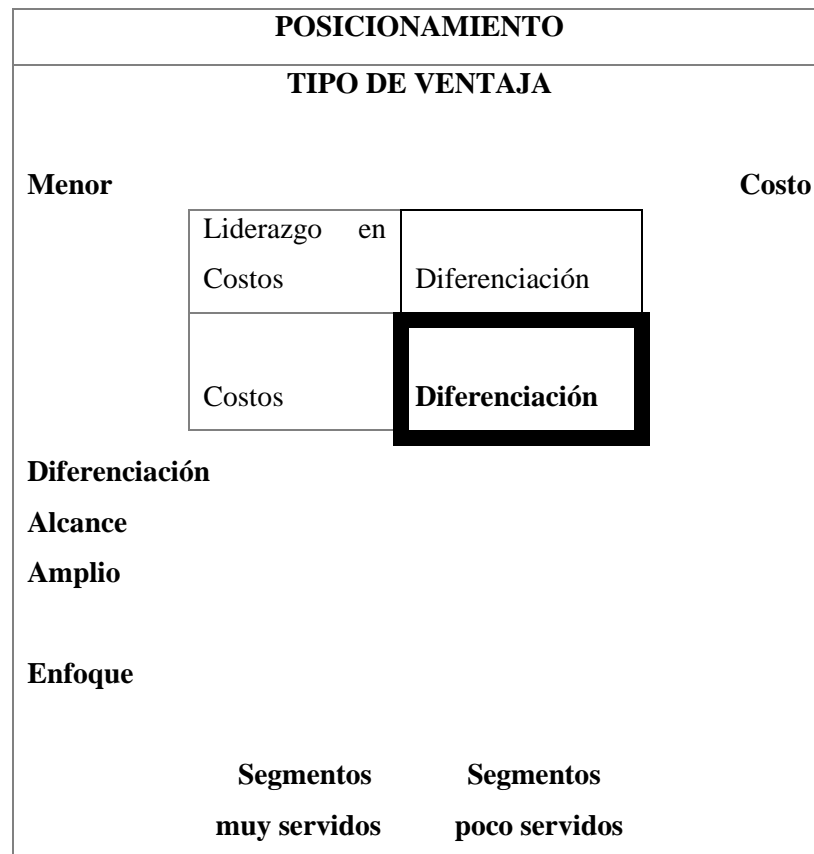 POSICIONAMIENTO
TIPO DE VENTAJA
Menor Costo
Liderazgo en
Costos Diferenciación
Costos Diferenciación
Diferenciación
Alcance
Amplio
Enfoque
Segmentos Segmentos
muy servidos poco servidos